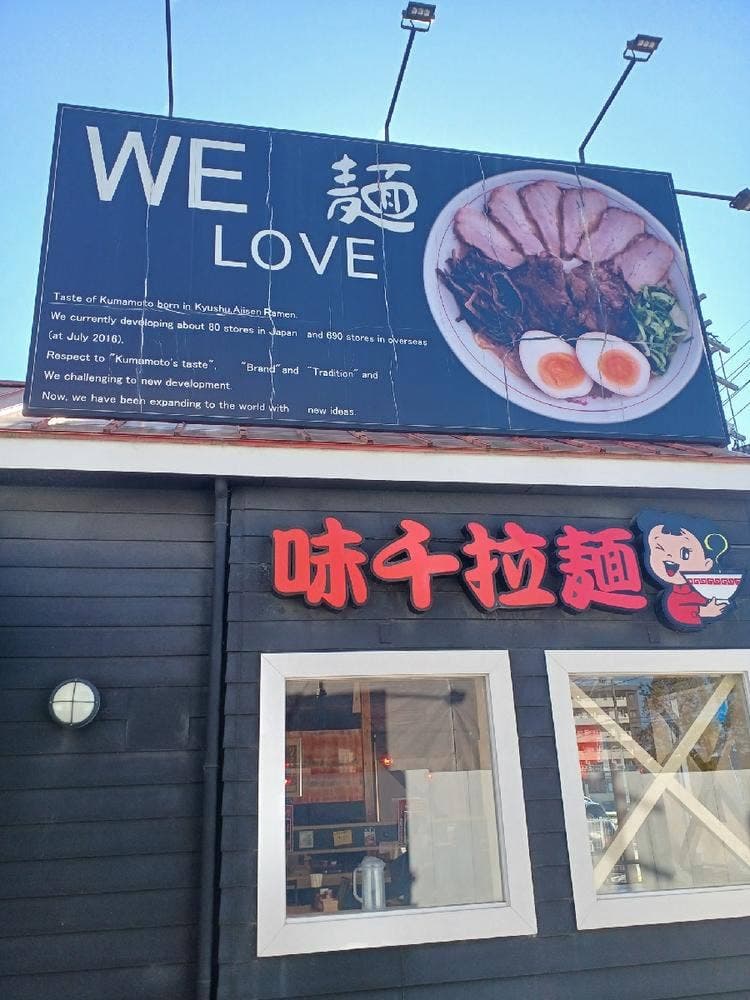 WE 麺
LOVE
Taste of Kumamoto born in Kyushu,Ajisen Ramen.
We currently developing about 80 stores in Japan and 690 stores in overseas
(at July 2016).
Respect to "Kumamoto's taste", "Brand" and "Tradition" and
We challenging to new development.
Now, we have been expanding to the world with new ideas.
味千拉麺